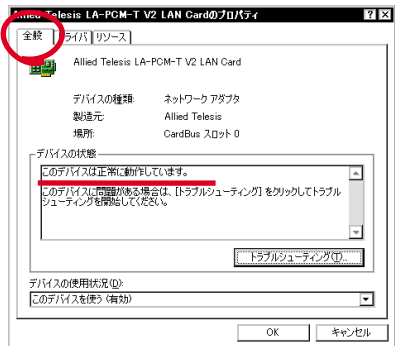 Allied Telesis LA-PCM-T V2 LAN Cardのプロパティ
全般 ドライバ リソース
Allied Telesis LA-PCM-T V2 LAN Card
デバイスの種類: ネットワーク アダプタ
製造元: Allied Telesis
場所: CardBus スロット 0
デバイスの状態
このデバイスは正常に動作しています。
このデバイスに問題がある場合は、[トラブルシューティング] をクリックしてトラブル
シューティングを開始してください。
トラブルシューティング(T)...
デバイスの使用状況(D):
このデバイスを使う (有効)
OK キャンセル